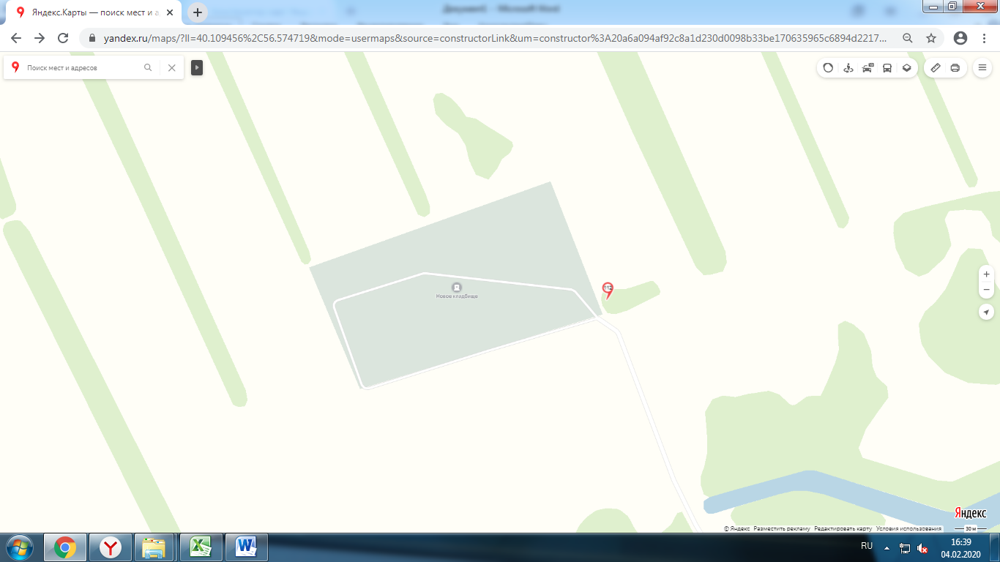 Яндекс.Карты — поиск мест и а
Документ1 - Microsoft Word
yandex.ru/maps/?ll=40.109456%2C56.574719&mode=usermaps&source=constructorLink&um=constructor%3A20a6a094af92c8a1d230d0098b33be170635965c6894d2217...
Поиск мест и адресов
112
Новое кладбище
Яндекс
© Яндекс Разместить рекламу Редактировать карту Условия использования 30 м
RU
16:39
04.02.2020